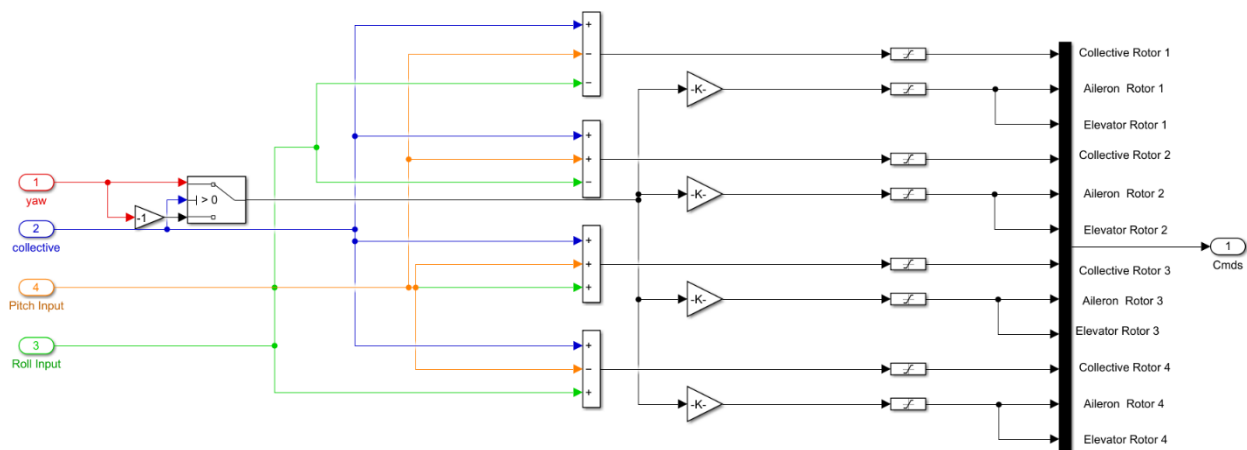 +
−
−
Collective Rotor 1
-K-
Aileron Rotor 1
Elevator Rotor 1
+
+
−
Collective Rotor 2
1
yaw
-1
> 0
-K-
Aileron Rotor 2
2
collective
Elevator Rotor 2
+
+
+
1
Cmds
Collective Rotor 3
4
Pitch Input
-K-
Aileron Rotor 3
Elevator Rotor 3
3
Roll Input
+
−
+
Collective Rotor 4
-K-
Aileron Rotor 4
Elevator Rotor 4